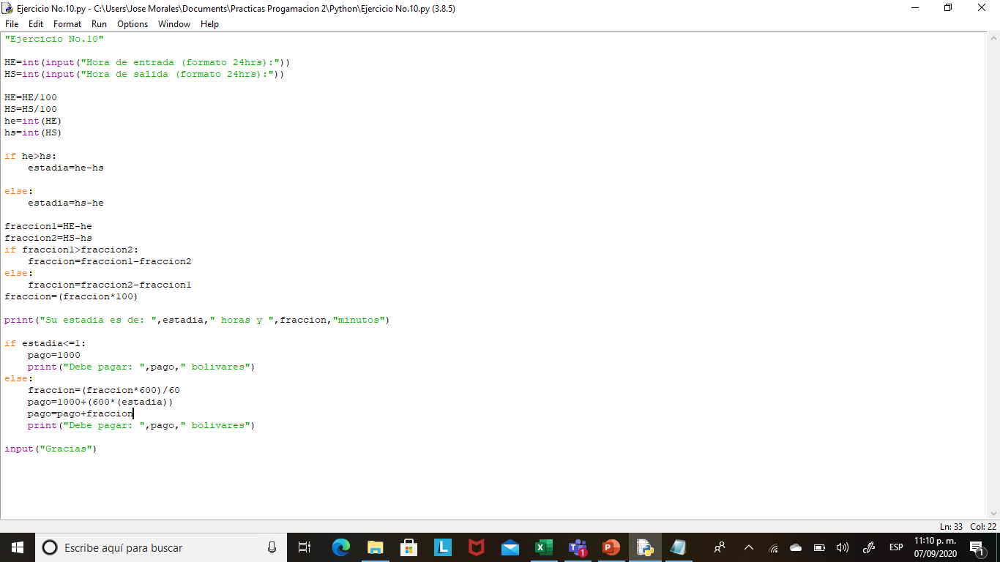 Ejercicio No.10.py - C:\Users\Jose Morales\Documents\Practicas Progamacion 2\Python\Ejercicio No.10.py (3.8.5)
File Edit Format Run Options Window Help
"Ejercicio No.10"
HE=int(input("Hora de entrada (formato 24hrs):"))
HS=int(input("Hora de salida (formato 24hrs):"))
HE=HE/100
HS=HS/100
he=int(HE)
hs=int(HS)
if he>hs:
    estadia=he-hs
else:
    estadia=hs-he
fraccion1=HE-he
fraccion2=HS-hs
if fraccion1>fraccion2:
    fraccion=fraccion1-fraccion2
else:
    fraccion=fraccion2-fraccion1
fraccion=(fraccion*100)
print("Su estadia es de: ",estadia," horas y ",fraccion,"minutos")
if estadia<=1:
    pago=1000
    print("Debe pagar: ",pago," bolivares")
else:
    fraccion=(fraccion*600)/60
    pago=1000+(600*(estadia))
    pago=pago+fraccion
    print("Debe pagar: ",pago," bolivares")
input("Gracias")
Ln: 33 Col: 22
Escribe aquí para buscar
L
1
ESP
11:10 p. m.
07/09/2020
1